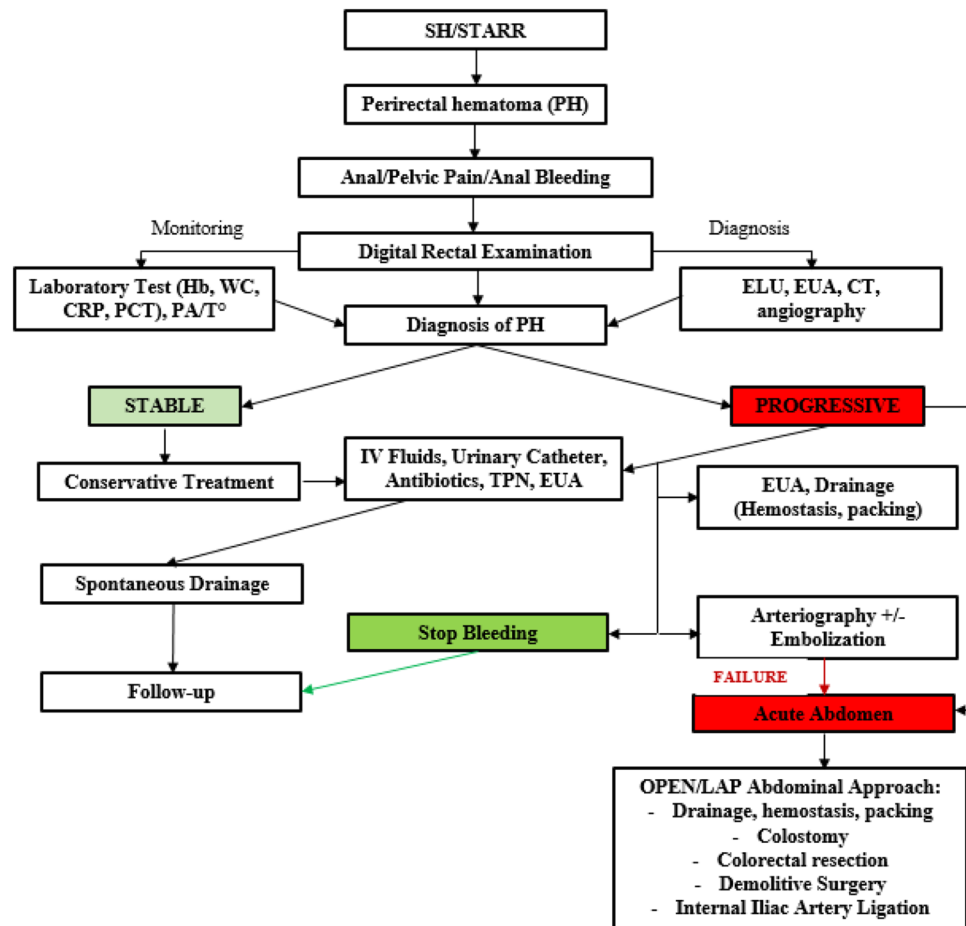 SH/STARR
Perirectal hematoma (PH)
Anal/Pelvic Pain/Anal Bleeding
Monitoring
Diagnosis
Digital Rectal Examination
Laboratory Test (Hb, WC,
CRP, PCT), PA/T°
ELU, EUA, CT,
angiography
Diagnosis of PH
STABLE
PROGRESSIVE
Conservative Treatment
IV Fluids, Urinary Catheter,
Antibiotics, TPN, EUA
EUA, Drainage
(Hemostasis, packing)
Spontaneous Drainage
Stop Bleeding
Arteriography +/-
Embolization
Follow-up
FAILURE
Acute Abdomen
OPEN/LAP Abdominal Approach:
- Drainage, hemostasis, packing
- Colostomy
- Colorectal resection
- Demolitive Surgery
- Internal Iliac Artery Ligation